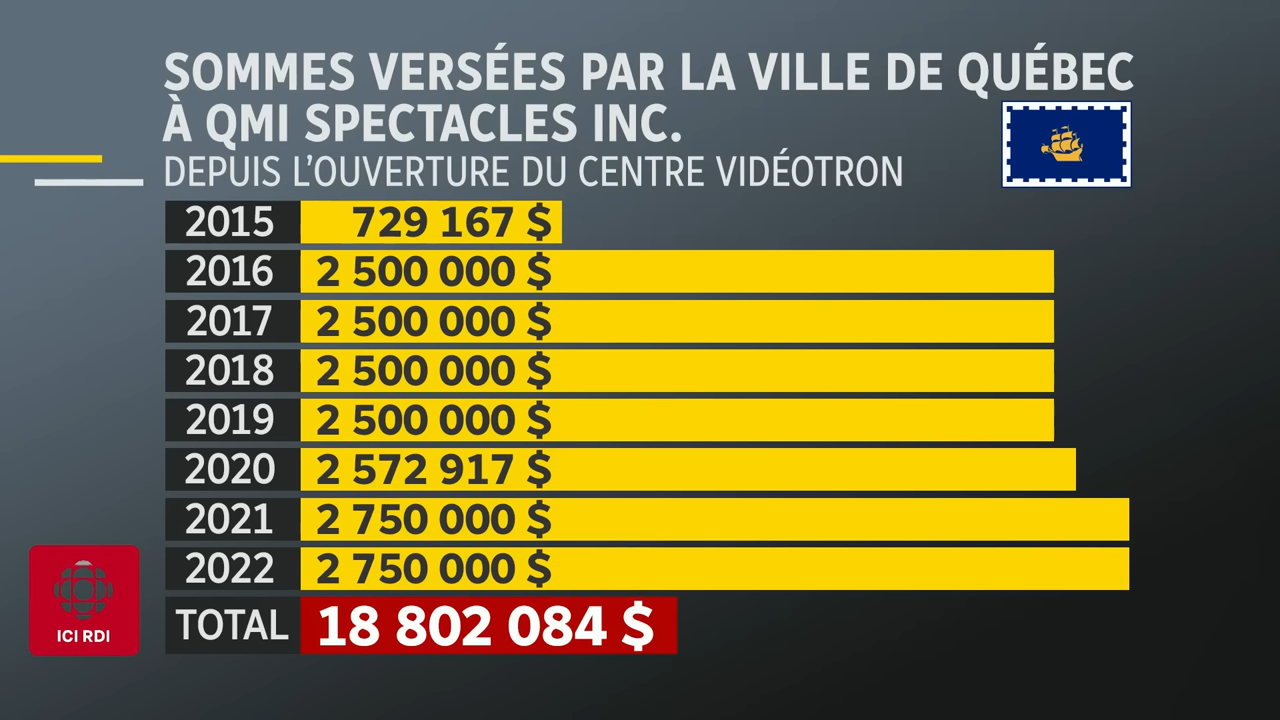 SOMMES VERSÉES PAR LA VILLE DE QUÉBEC
À QMI SPECTACLES INC.
DEPUIS L'OUVERTURE DU CENTRE VIDÉOTRON
2015 729 167 $
2016 2 500 000 $
2017 2 500 000 $
2018 2 500 000 $
2019 2 500 000 $
2020 2 572 917 $
2021 2 750 000 $
2022 2 750 000 $
TOTAL 18 802 084 $
ICI RDI